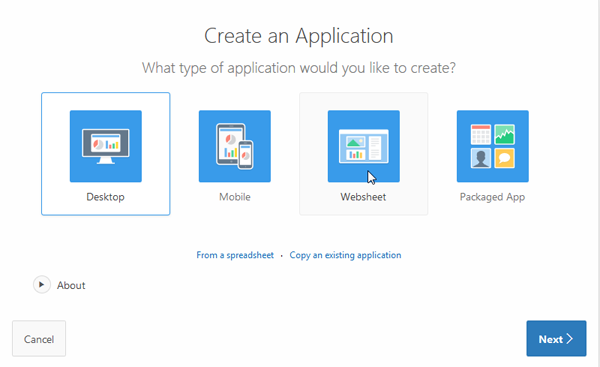 Create an Application
What type of application would you like to create?
Desktop
Mobile
Websheet
Packaged App
From a spreadsheet • Copy an existing application
About
Cancel
Next